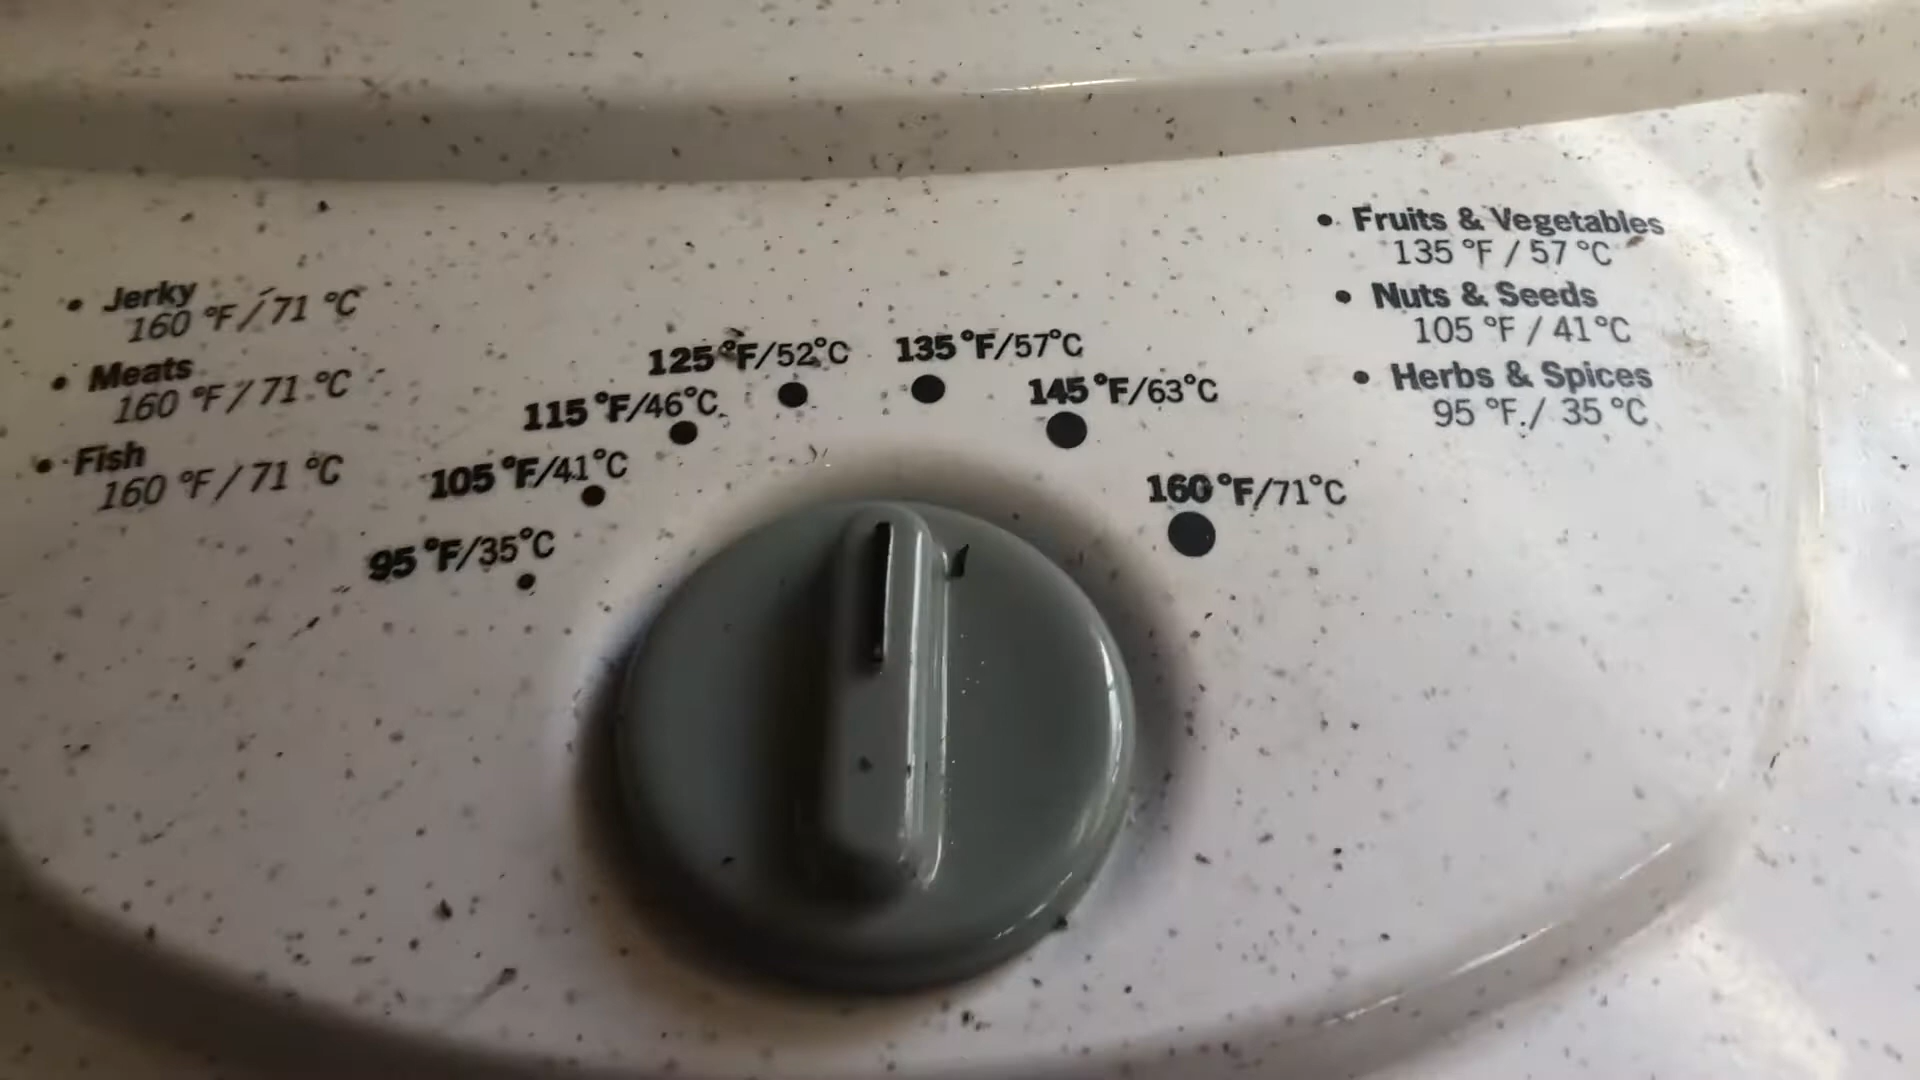 • Jerky
160 °F / 71 °C
• Meats
160 °F / 71 °C
• Fish
160 °F / 71 °C
95 °F/35°C
105 °F/41°C
115 °F/46°C
125 °F/52°C
135 °F/57°C
145 °F/63°C
160 °F/71°C
• Fruits & Vegetables
135 °F / 57 °C
• Nuts & Seeds
105 °F / 41 °C
• Herbs & Spices
95 °F / 35 °C